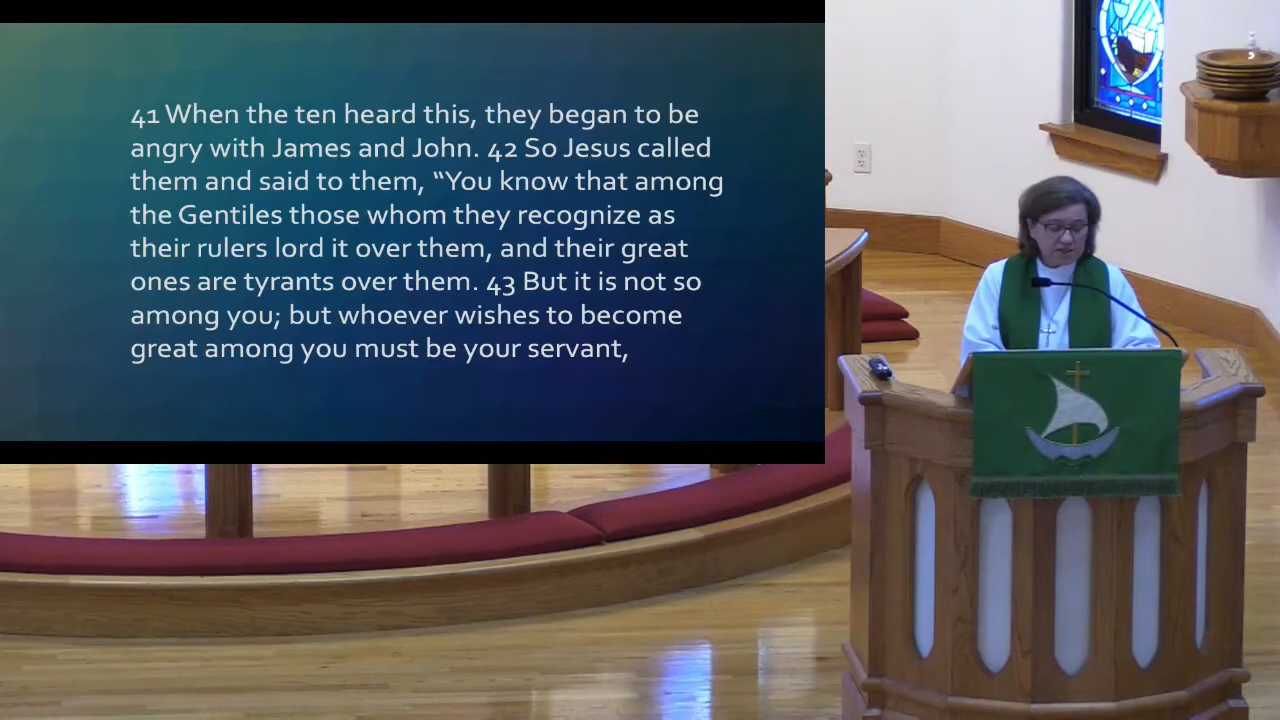 41 When the ten heard this, they began to be
angry with James and John. 42 So Jesus called
them and said to them, “You know that among
the Gentiles those whom they recognize as
their rulers lord it over them, and their great
ones are tyrants over them. 43 But it is not so
among you; but whoever wishes to become
great among you must be your servant,